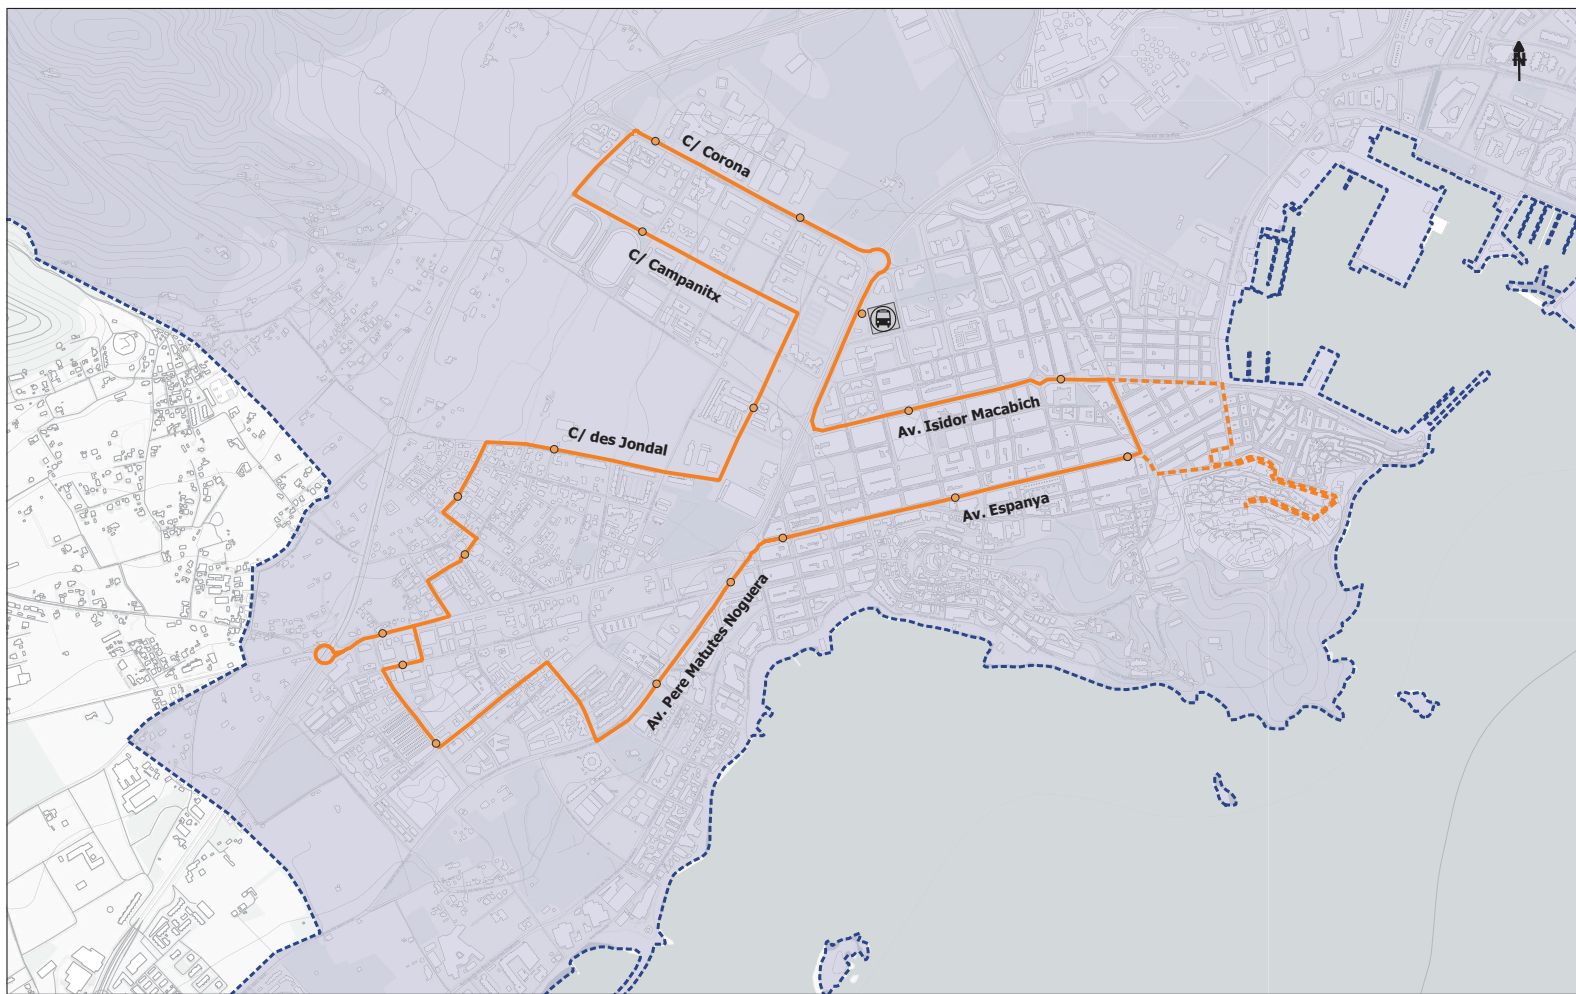 N
C/ Corona
C/ Campanitx
C/ des Jondal
Av. Isidor Macabich
Av. Espanya
Av. Pere Matutes Noguera